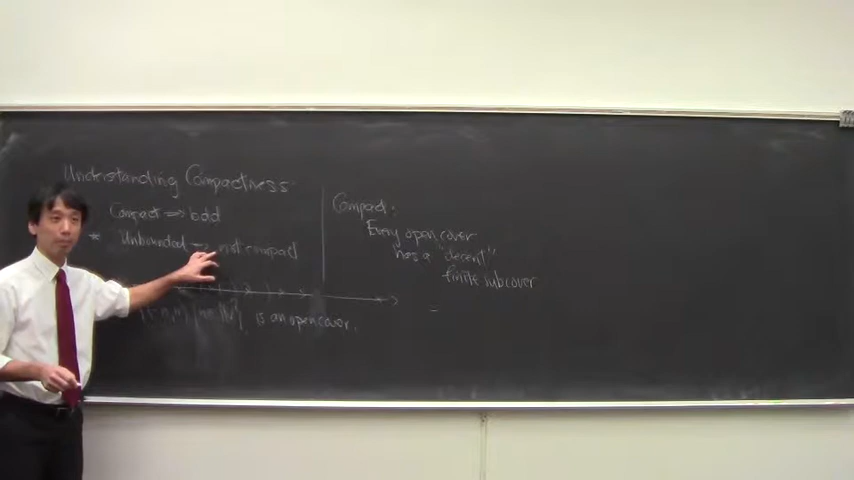 Understanding Compactness:
Compact ⇒ bdd
* Unbounded ⇒ not compact
{(-n,n) | n ∈ ℕ} is an open cover.
Compact:
Every open cover
has a "decent"
finite subcover